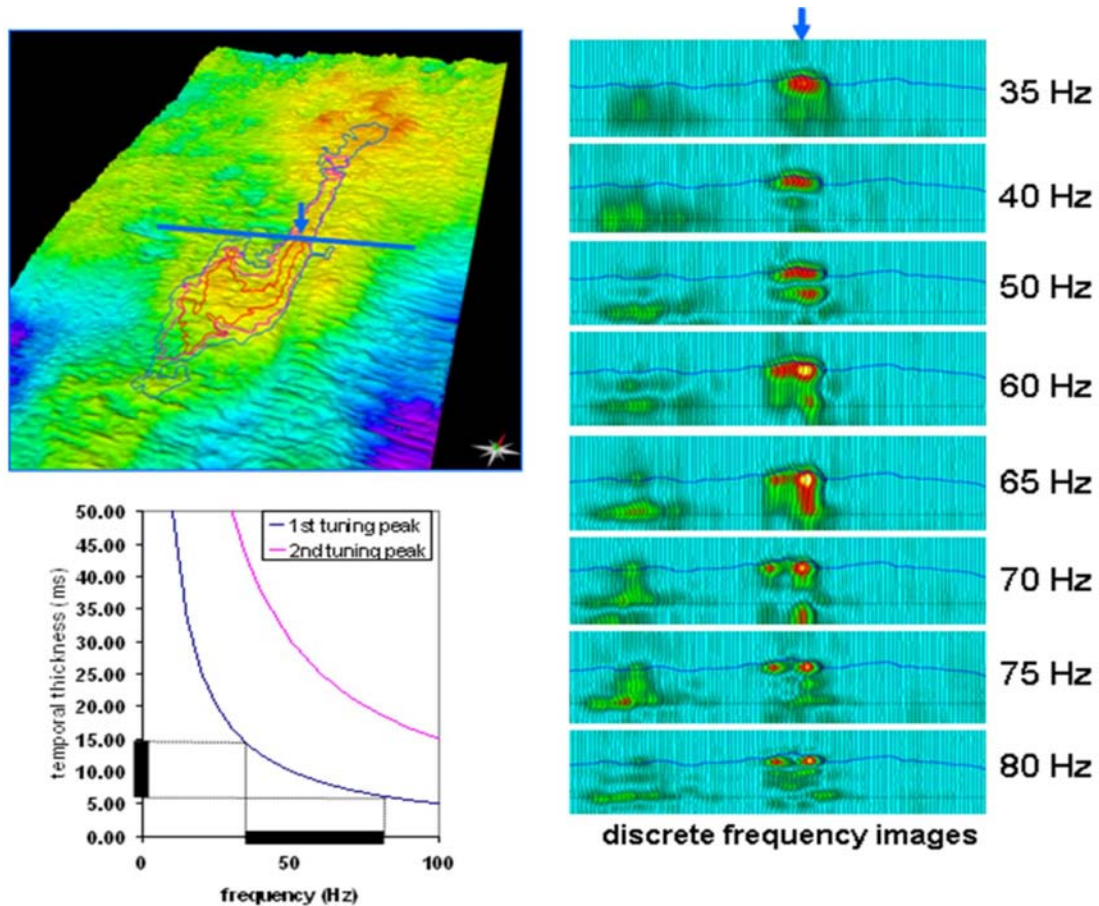 35 Hz
40 Hz
50 Hz
60 Hz
65 Hz
70 Hz
75 Hz
80 Hz
discrete frequency images
1st tuning peak
2nd tuning peak
temporal thickness (ms)
50.00
45.00
40.00
35.00
30.00
25.00
20.00
15.00
10.00
5.00
0.00
0 50 100
frequency (Hz)